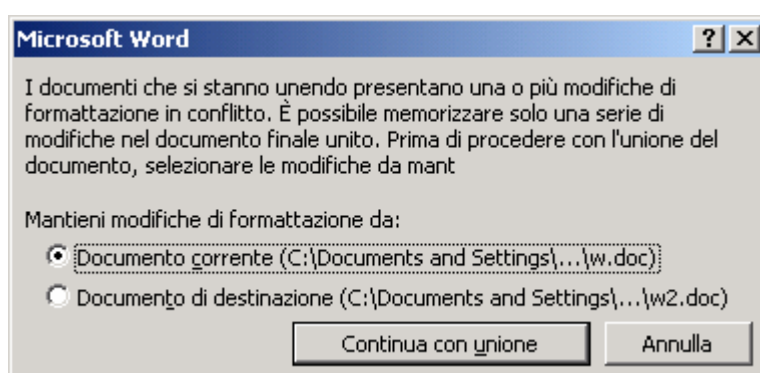 Microsoft Word
I documenti che si stanno unendo presentano una o più modifiche di
formattazione in conflitto. È possibile memorizzare solo una serie di
modifiche nel documento finale unito. Prima di procedere con l'unione del
documento, selezionare le modifiche da mant
Mantieni modifiche di formattazione da:
Documento corrente (C:\Documents and Settings\...\w.doc)
Documento di destinazione (C:\Documents and Settings\...\w2.doc)
Continua con unione Annulla